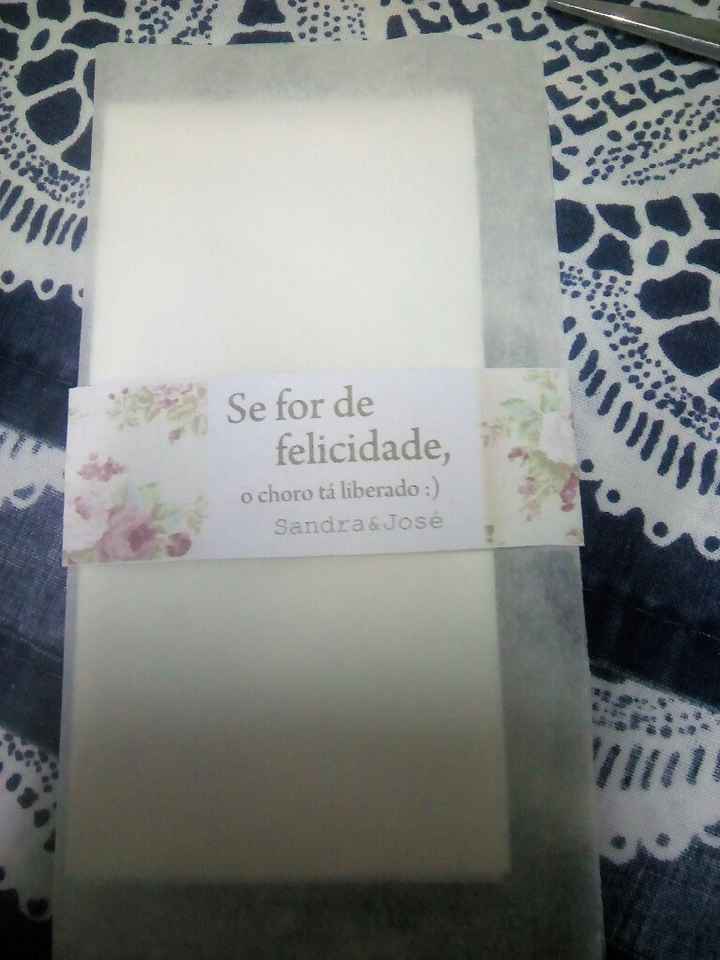 Se for de
felicidade,
o choro tá liberado :)
Sandra&José